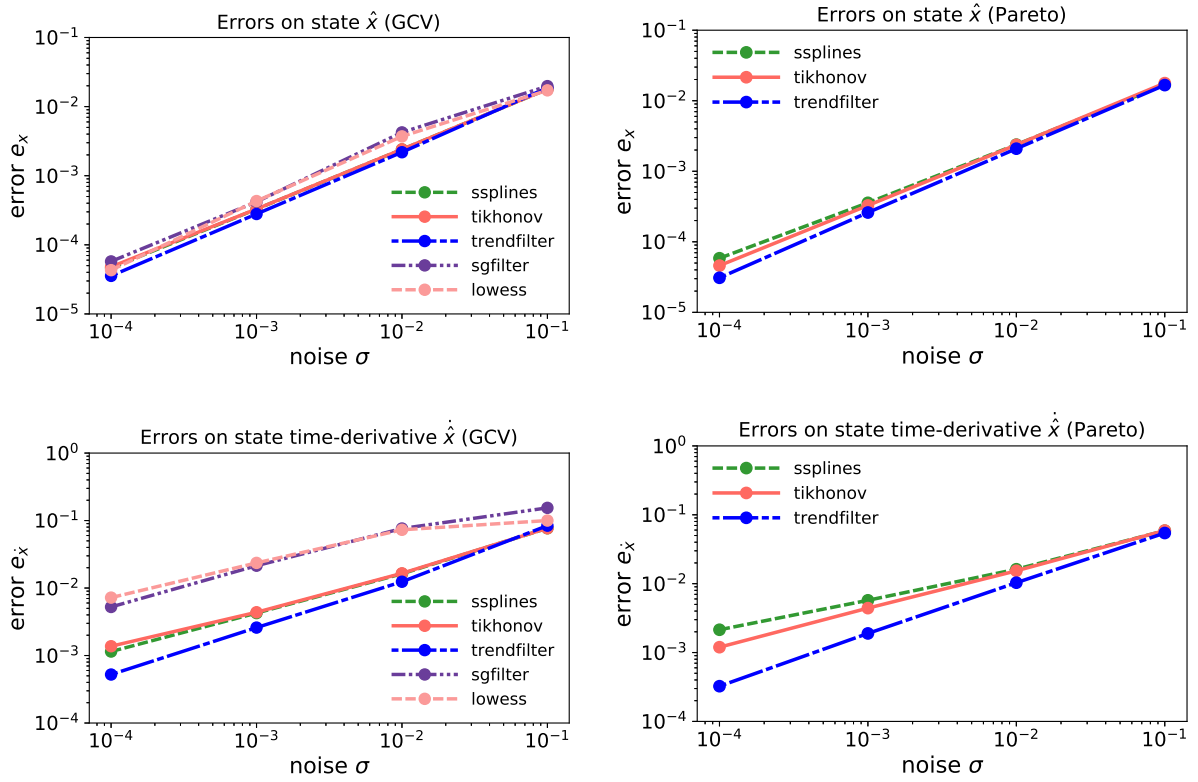 Errors on state x̂ (GCV)
10⁻¹
10⁻²
10⁻³
10⁻⁴
10⁻⁵
error eₓ
ssplines
tikhonov
trendfilter
sgfilter
lowess
10⁻⁴ 10⁻³ 10⁻² 10⁻¹
noise σ
Errors on state x̂ (Pareto)
10⁻¹
10⁻²
10⁻³
10⁻⁴
10⁻⁵
error eₓ
ssplines
tikhonov
trendfilter
10⁻⁴ 10⁻³ 10⁻² 10⁻¹
noise σ
Errors on state time-derivative x̂̇ (GCV)
10⁰
10⁻¹
10⁻²
10⁻³
10⁻⁴
error e_ẋ
ssplines
tikhonov
trendfilter
sgfilter
lowess
10⁻⁴ 10⁻³ 10⁻² 10⁻¹
noise σ
Errors on state time-derivative x̂̇ (Pareto)
10⁰
10⁻¹
10⁻²
10⁻³
10⁻⁴
error e_ẋ
ssplines
tikhonov
trendfilter
10⁻⁴ 10⁻³ 10⁻² 10⁻¹
noise σ